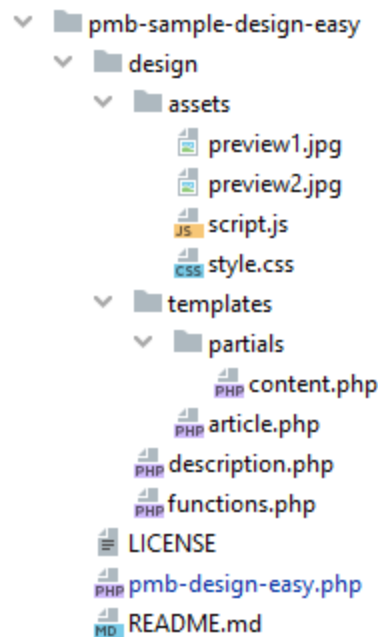 pmb-sample-design-easy
design
assets
preview1.jpg
preview2.jpg
JS script.js
CSS style.css
templates
partials
PHP content.php
PHP article.php
PHP description.php
PHP functions.php
LICENSE
PHP pmb-design-easy.php
MD README.md